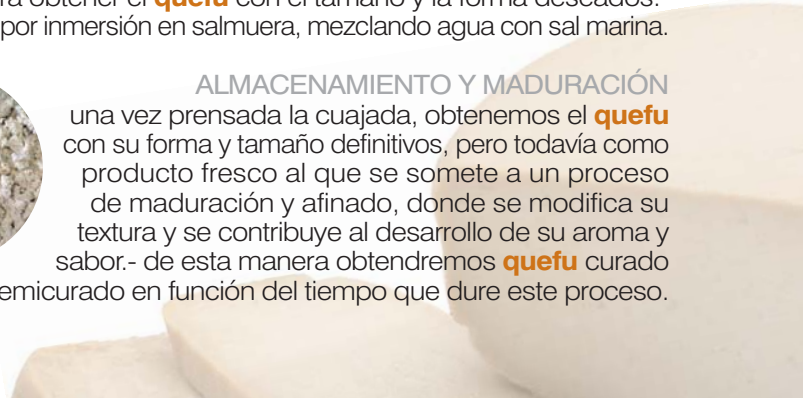 obtener el quefu con el tamaño y la forma deseados.
por inmersión en salmuera, mezclando agua con sal marina.
ALMACENAMIENTO Y MADURACIÓN
una vez prensada la cuajada, obtenemos el quefu
con su forma y tamaño definitivos, pero todavía como
producto fresco al que se somete a un proceso
de maduración y afinado, donde se modifica su
textura y se contribuye al desarrollo de su aroma y
sabor.- de esta manera obtendremos quefu curado
emicurado en función del tiempo que dure este proceso.